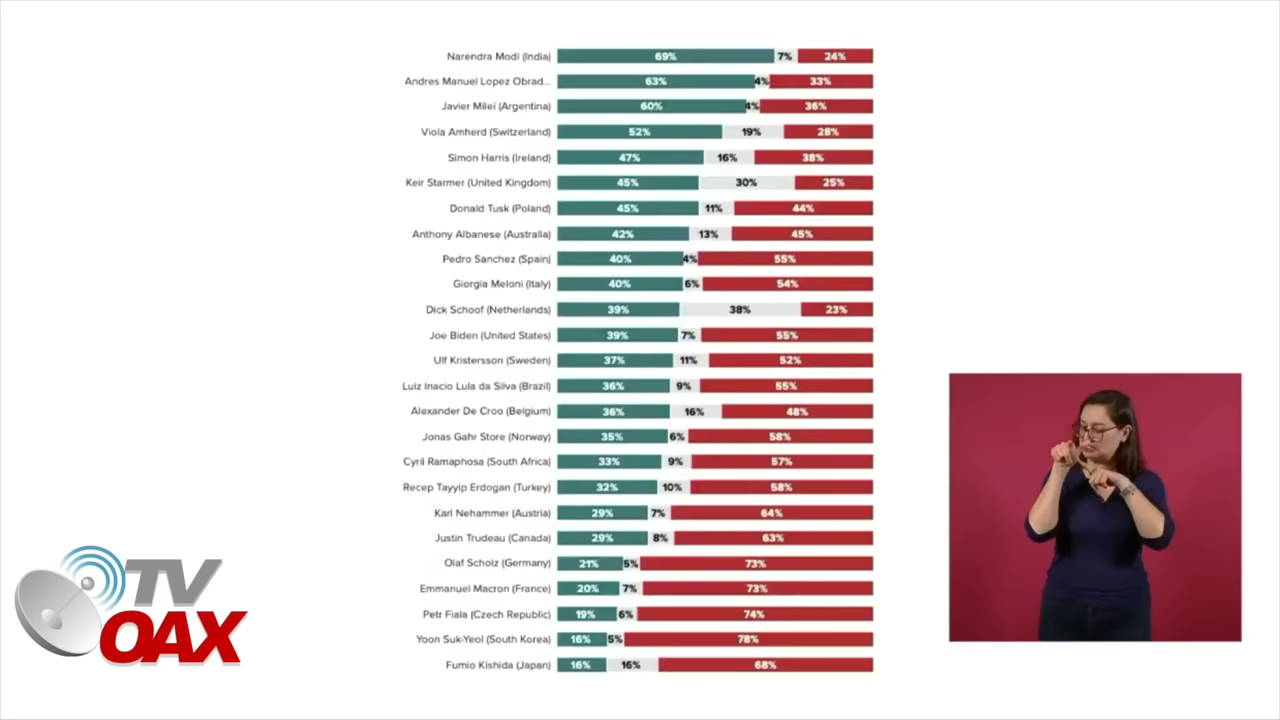 Narendra Modi (India) 69% 7% 24%
Andres Manuel Lopez Obrad... 63% 4% 33%
Javier Milei (Argentina) 60% 4% 36%
Viola Amherd (Switzerland) 52% 19% 28%
Simon Harris (Ireland) 47% 16% 38%
Keir Starmer (United Kingdom) 45% 30% 25%
Donald Tusk (Poland) 45% 11% 44%
Anthony Albanese (Australia) 42% 13% 45%
Pedro Sanchez (Spain) 40% 4% 55%
Giorgia Meloni (Italy) 40% 6% 54%
Dick Schoof (Netherlands) 39% 38% 23%
Joe Biden (United States) 39% 7% 55%
Ulf Kristersson (Sweden) 37% 11% 52%
Luiz Inacio Lula da Silva (Brazil) 36% 9% 55%
Alexander De Croo (Belgium) 36% 16% 48%
Jonas Gahr Store (Norway) 35% 6% 58%
Cyril Ramaphosa (South Africa) 33% 9% 57%
Recep Tayyip Erdogan (Turkey) 32% 10% 58%
Karl Nehammer (Austria) 29% 7% 64%
Justin Trudeau (Canada) 29% 8% 63%
Olaf Scholz (Germany) 21% 5% 73%
Emmanuel Macron (France) 20% 7% 73%
Petr Fiala (Czech Republic) 19% 6% 74%
Yoon Suk-Yeol (South Korea) 16% 5% 78%
Fumio Kishida (Japan) 16% 16% 68%
TV
OAX